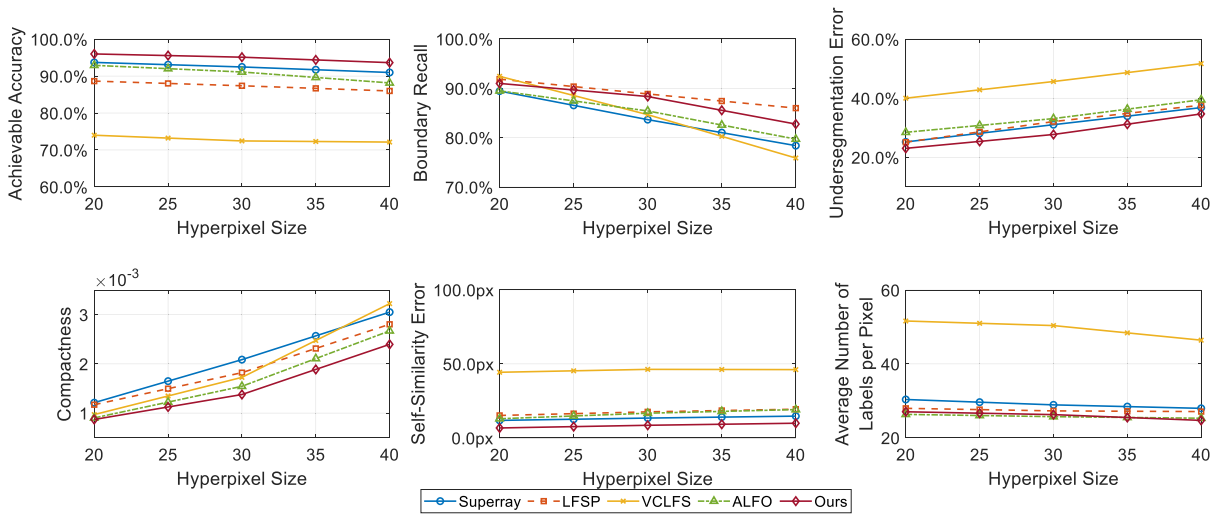 Achievable Accuracy
100.0%
90.0%
80.0%
70.0%
60.0%
20 25 30 35 40
Hyperpixel Size
Boundary Recall
100.0%
90.0%
80.0%
70.0%
20 25 30 35 40
Hyperpixel Size
Undersegmentation Error
60.0%
40.0%
20.0%
20 25 30 35 40
Hyperpixel Size
Compactness
×10-3
3
2
1
20 25 30 35 40
Hyperpixel Size
Self-Similarity Error
100.0px
50.0px
0.0px
20 25 30 35 40
Hyperpixel Size
Average Number of
Labels per Pixel
60
40
20
20 25 30 35 40
Hyperpixel Size
Superray LFSP VCLFS ALFO Ours